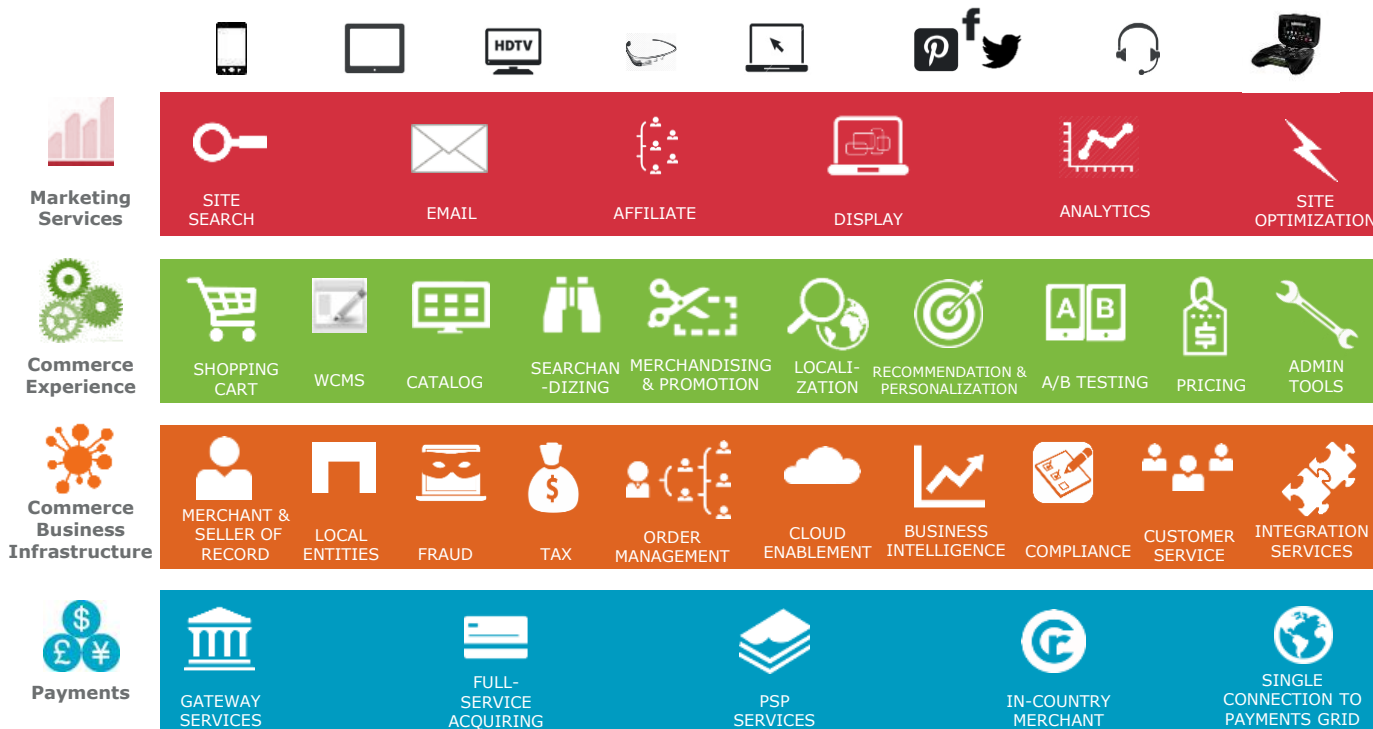 HDTV
Marketing
Services
SITE
SEARCH
EMAIL
AFFILIATE
DISPLAY
ANALYTICS
SITE
OPTIMIZATION
Commerce
Experience
SHOPPING
CART
WCMS
CATALOG
SEARCHAN
-DIZING
MERCHANDISING
& PROMOTION
LOCALI-
ZATION
RECOMMENDATION &
PERSONALIZATION
A B
A/B TESTING
$
PRICING
ADMIN
TOOLS
Commerce
Business
Infrastructure
MERCHANT &
SELLER OF
RECORD
LOCAL
ENTITIES
FRAUD
$
TAX
ORDER
MANAGEMENT
CLOUD
ENABLEMENT
BUSINESS
INTELLIGENCE
COMPLIANCE
CUSTOMER
SERVICE
INTEGRATION
SERVICES
$
£ ¥
Payments
GATEWAY
SERVICES
FULL-
SERVICE
ACQUIRING
PSP
SERVICES
IN-COUNTRY
MERCHANT
SINGLE
CONNECTION TO
PAYMENTS GRID